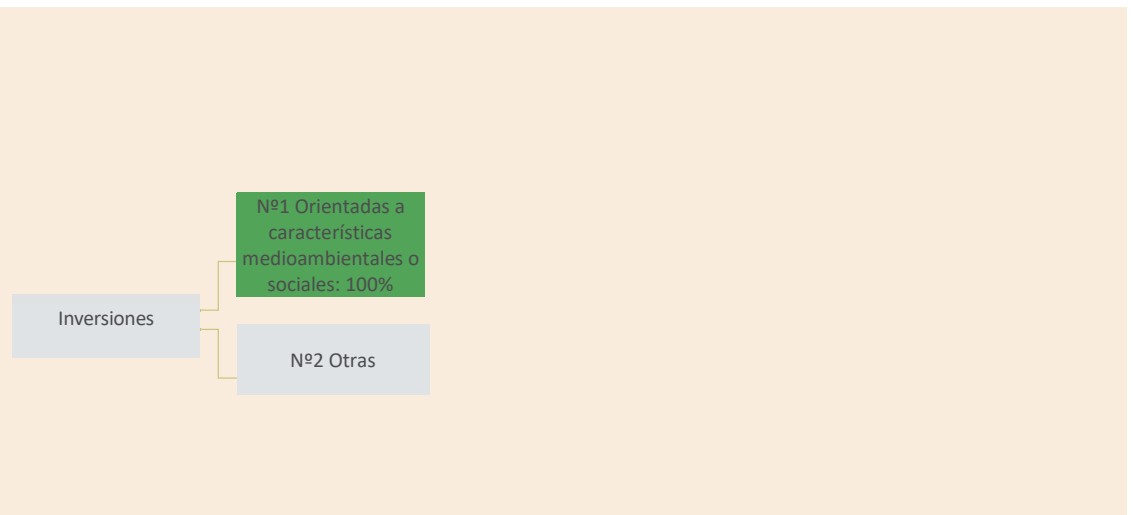 Nº1 Orientadas a
características
medioambientales o
sociales: 100%
Inversiones
Nº2 Otras